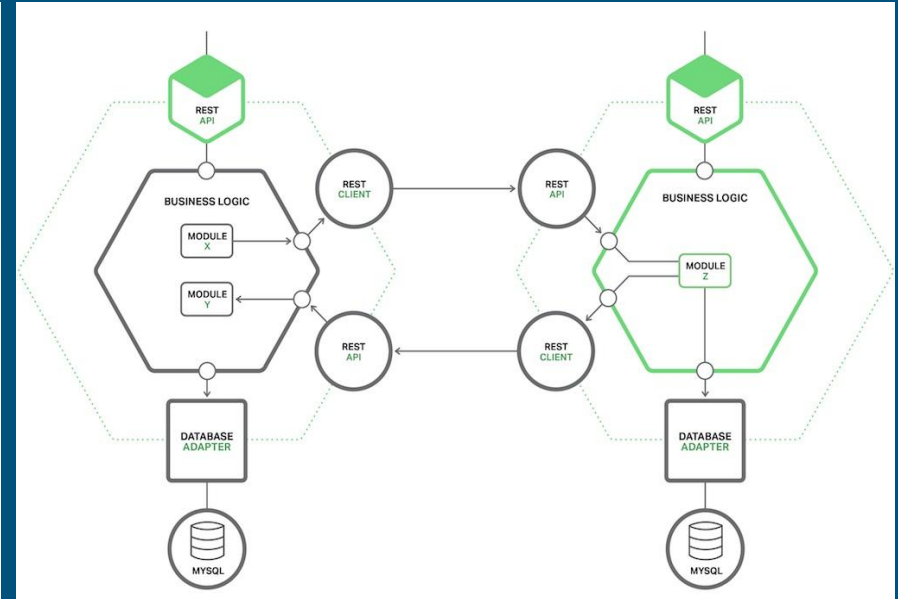 REST
API
REST
API
BUSINESS LOGIC
REST
CLIENT
REST
API
BUSINESS LOGIC
MODULE
X
MODULE
Z
MODULE
Y
REST
API
REST
CLIENT
DATABASE
ADAPTER
DATABASE
ADAPTER
MYSQL
MYSQL